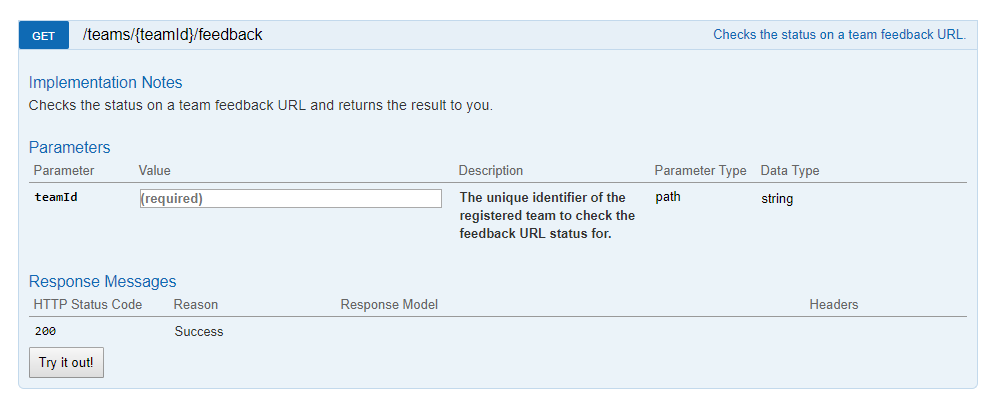 GET /teams/{teamId}/feedback Checks the status on a team feedback URL.
Implementation Notes
Checks the status on a team feedback URL and returns the result to you.
Parameters
Parameter Value Description Parameter Type Data Type
teamId (required) The unique identifier of the path string
registered team to check the
feedback URL status for.
Response Messages
HTTP Status Code Reason Response Model Headers
200 Success
Try it out!